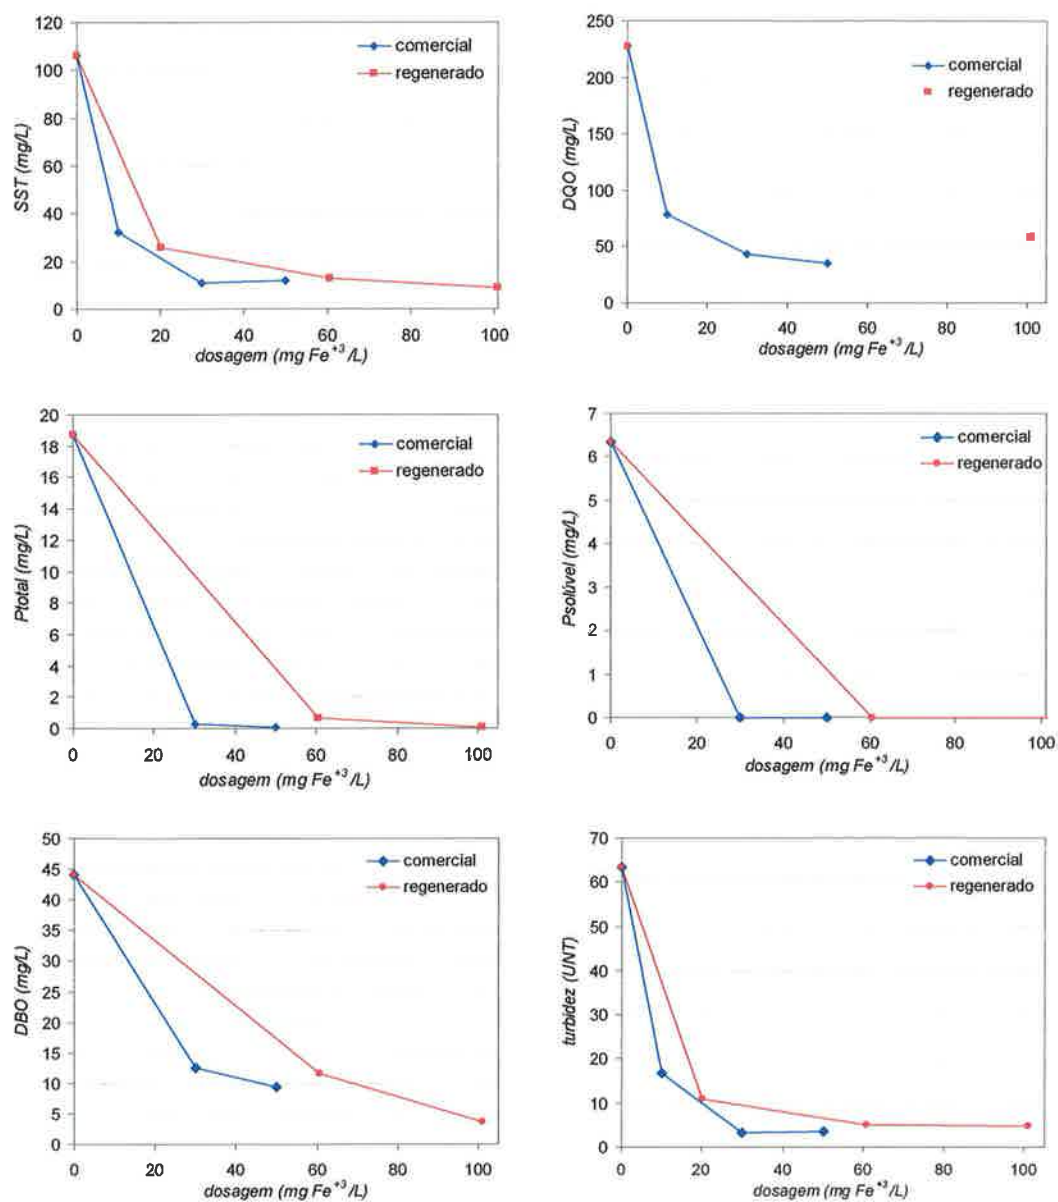 SST (mg/L)
120
100
80
60
40
20
0
comercial
regenerado
0 20 40 60 80 100
dosagem (mg Fe⁺³/L)
DQO (mg/L)
250
200
150
100
50
0
comercial
regenerado
0 20 40 60 80 100
dosagem (mg Fe⁺³/L)
Ptotal (mg/L)
20
18
16
14
12
10
8
6
4
2
0
comercial
regenerado
0 20 40 60 80 100
dosagem (mg Fe⁺³/L)
Psolúvel (mg/L)
7
6
5
4
3
2
1
0
comercial
regenerado
0 20 40 60 80 100
dosagem (mg Fe⁺³/L)
DBO (mg/L)
50
45
40
35
30
25
20
15
10
5
0
comercial
regenerado
0 20 40 60 80 100
dosagem (mg Fe⁺³/L)
turbidez (UNT)
70
60
50
40
30
20
10
0
comercial
regenerado
0 20 40 60 80 100
dosagem (mg Fe⁺³/L)